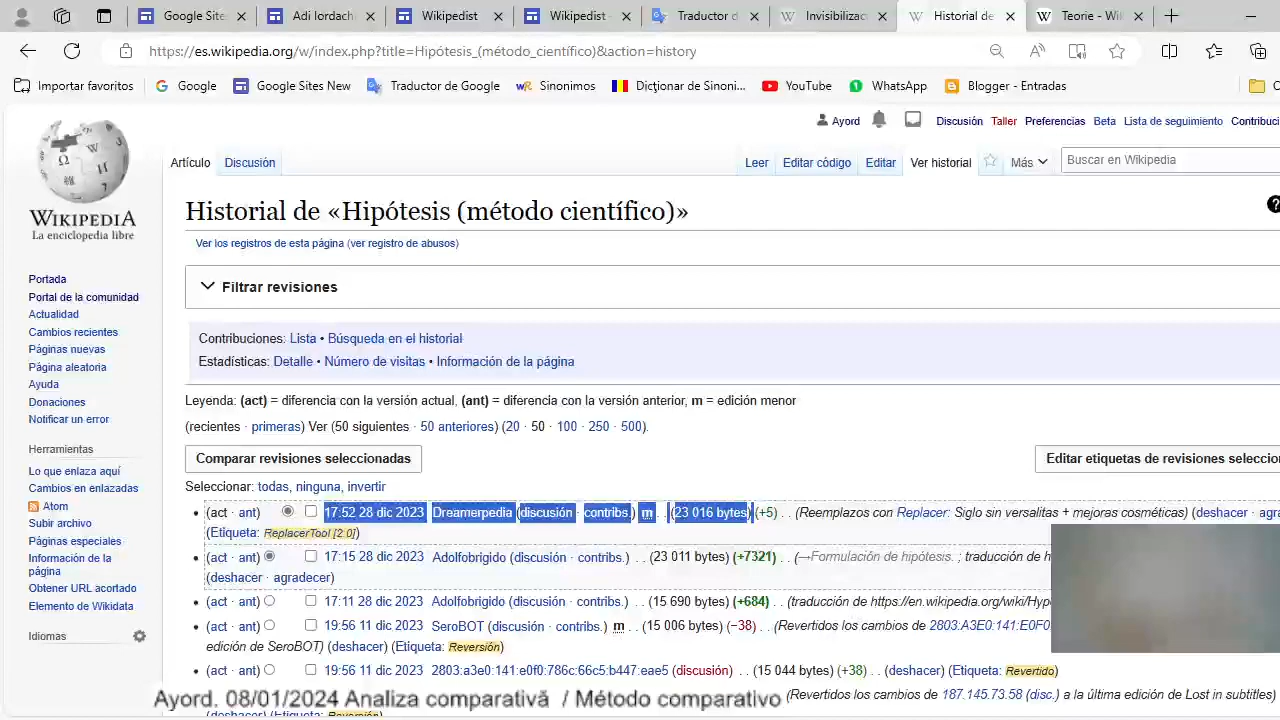 Google Site
Adi Iordach
Wikipedist
Wikipedist
Traductor d
Invisibilizac
Historial de
Teorie - Wik
https://es.wikipedia.org/w/index.php?title=Hipótesis_(método_científico)&action=history
Importar favoritos
Google
Google Sites New
Traductor de Google
Sinonimos
Dicționar de Sinoni...
YouTube
WhatsApp
Blogger - Entradas
Ayord
Discusión Taller Preferencias Beta Lista de seguimiento Contribuci
Artículo Discusión
Leer Editar código Editar Ver historial Más
Buscar en Wikipedia
WIKIPEDIA
La enciclopedia libre
Historial de «Hipótesis (método científico)»
Ver los registros de esta página (ver registro de abusos)
Filtrar revisiones
Contribuciones: Lista • Búsqueda en el historial
Estadísticas: Detalle • Número de visitas • Información de la página
Leyenda: (act) = diferencia con la versión actual, (ant) = diferencia con la versión anterior, m = edición menor
(recientes · primeras) Ver (50 siguientes · 50 anteriores) (20 · 50 · 100 · 250 · 500).
Comparar revisiones seleccionadas
Editar etiquetas de revisiones seleccion
Seleccionar: todas, ninguna, invertir
(act · ant) 17:52 28 dic 2023 Dreamerpedia (discusión · contribs.) m . . (23 016 bytes) (+5) . . (Reemplazos con Replacer: Siglo sin versalitas + mejoras cosméticas) (deshacer · agra
(Etiqueta: ReplacerTool [2.0])
(act · ant) 17:15 28 dic 2023 Adolfobrigido (discusión · contribs.) . . (23 011 bytes) (+7321) . . (→Formulación de hipótesis. ; traducción de h
(deshacer · agradecer)
(act · ant) 17:11 28 dic 2023 Adolfobrigido (discusión · contribs.) . . (15 690 bytes) (+684) . . (traducción de https://en.wikipedia.org/wiki/Hyp
(act · ant) 19:56 11 dic 2023 SeroBOT (discusión · contribs.) m . . (15 006 bytes) (−38) . . (Revertidos los cambios de 2803:A3E0:141:E0F0
edición de SeroBOT) (deshacer) (Etiqueta: Reversión)
(act · ant) 19:56 11 dic 2023 2803:a3e0:141:e0f0:786c:66c5:b447:eae5 (discusión) . . (15 044 bytes) (+38) . . (deshacer) (Etiqueta: Revertido)
(Revertidos los cambios de 187.145.73.58 (disc.) a la última edición de Lost in subtitles)
(deshacer) (Etiqueta: Reversión)
Portada
Portal de la comunidad
Actualidad
Cambios recientes
Páginas nuevas
Página aleatoria
Ayuda
Donaciones
Notificar un error
Herramientas
Lo que enlaza aquí
Cambios en enlazadas
Atom
Subir archivo
Páginas especiales
Información de la
página
Obtener URL acortado
Elemento de Wikidata
Idiomas
Ayord. 08/01/2024 Analiza comparativă / Método comparativo